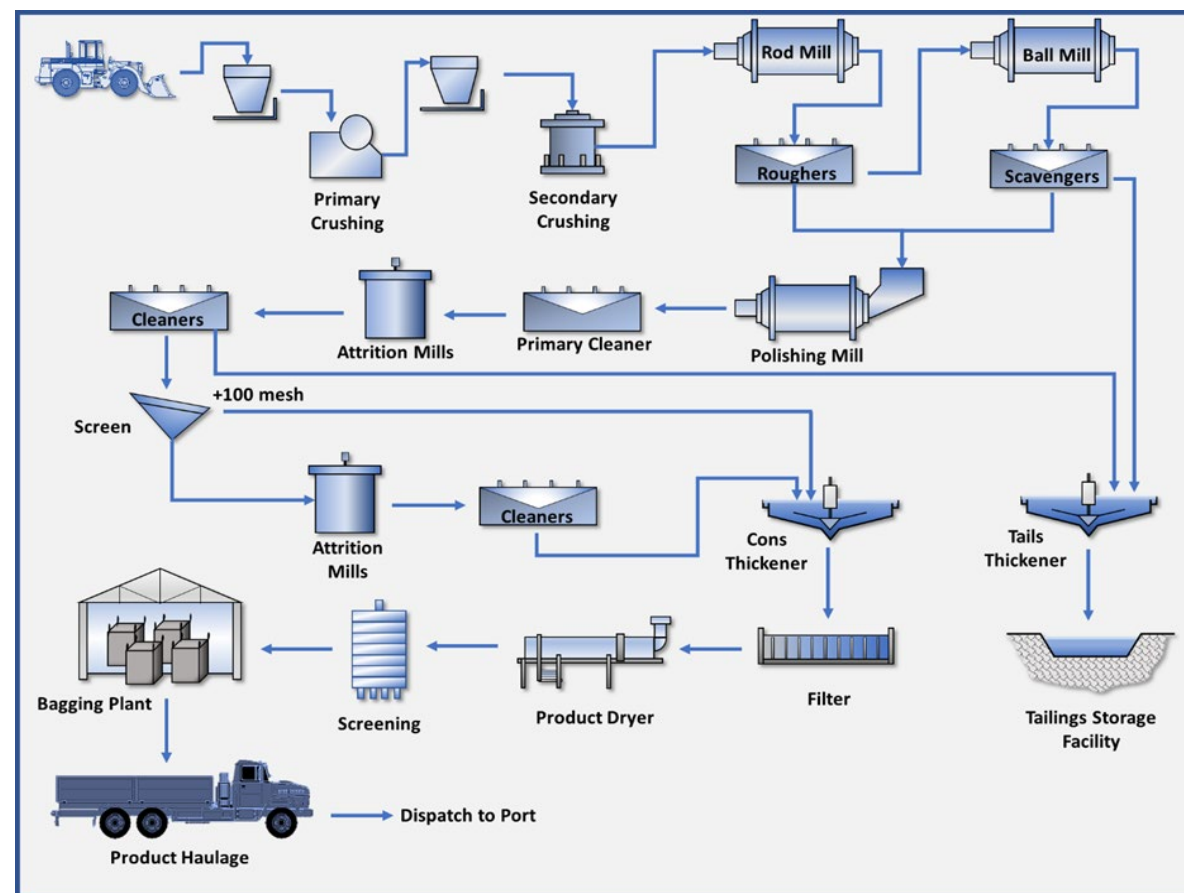 Rod Mill
Ball Mill
Roughers
Scavengers
Primary
Crushing
Secondary
Crushing
Cleaners
Attrition Mills
Primary Cleaner
Polishing Mill
+100 mesh
Screen
Attrition
Mills
Cleaners
Cons
Thickener
Tails
Thickener
Bagging Plant
Screening
Product Dryer
Filter
Tailings Storage
Facility
Dispatch to Port
Product Haulage